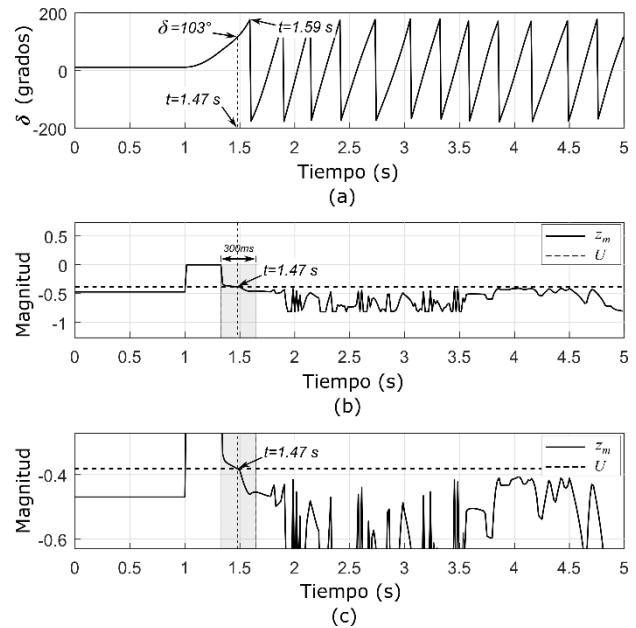 200
0
-200
δ (grados)
δ=103°
t=1.59 s
t=1.47 s
0 0.5 1 1.5 2 2.5 3 3.5 4 4.5 5
Tiempo (s)
(a)
0.5
0
-0.5
-1
Magnitud
300ms
t=1.47 s
z_m
U
0 0.5 1 1.5 2 2.5 3 3.5 4 4.5 5
Tiempo (s)
(b)
-0.4
-0.6
Magnitud
t=1.47 s
z_m
U
0 0.5 1 1.5 2 2.5 3 3.5 4 4.5 5
Tiempo (s)
(c)